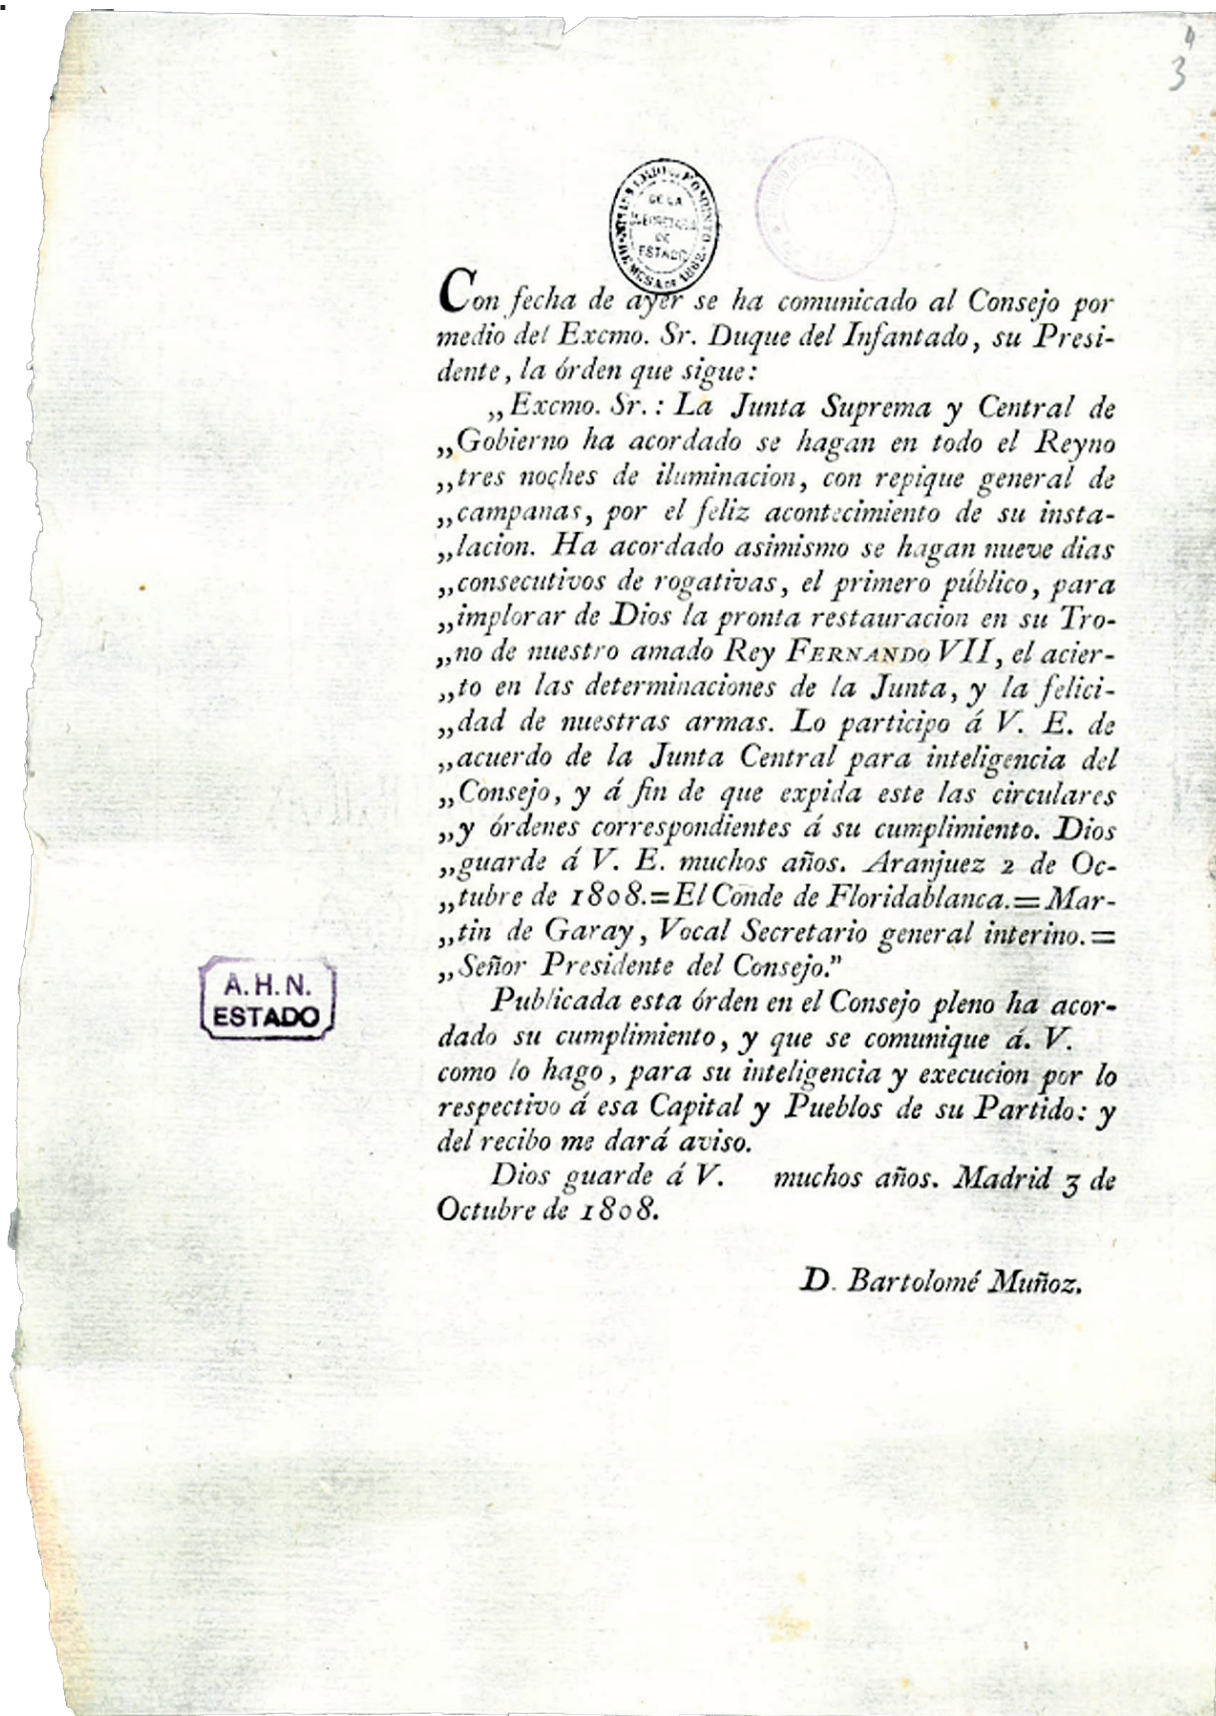 4
3
DE LA
SECRETARIA
DE
ESTADO
Con fecha de ayer se ha comunicado al Consejo por
medio del Excmo. Sr. Duque del Infantado, su Presi-
dente, la órden que sigue:
„Excmo. Sr.: La Junta Suprema y Central de
„Gobierno ha acordado se hagan en todo el Reyno
„tres noches de iluminacion, con repique general de
„campanas, por el feliz acontecimiento de su insta-
„lacion. Ha acordado asimismo se hagan nueve dias
„consecutivos de rogativas, el primero público, para
„implorar de Dios la pronta restauracion en su Tro-
„no de nuestro amado Rey FERNANDO VII, el acier-
„to en las determinaciones de la Junta, y la felici-
„dad de nuestras armas. Lo participo á V. E. de
„acuerdo de la Junta Central para inteligencia del
„Consejo, y á fin de que expida este las circulares
„y órdenes correspondientes á su cumplimiento. Dios
„guarde á V. E. muchos años. Aranjuez 2 de Oc-
„tubre de 1808.=El Conde de Floridablanca.=Mar-
„tin de Garay, Vocal Secretario general interino.=
„Señor Presidente del Consejo.”
A. H. N.
ESTADO
Publicada esta órden en el Consejo pleno ha acor-
dado su cumplimiento, y que se comunique á. V.
como lo hago, para su inteligencia y execucion por lo
respectivo á esa Capital y Pueblos de su Partido: y
del recibo me dará aviso.
Dios guarde á V. muchos años. Madrid 3 de
Octubre de 1808.
D. Bartolomé Muñoz.